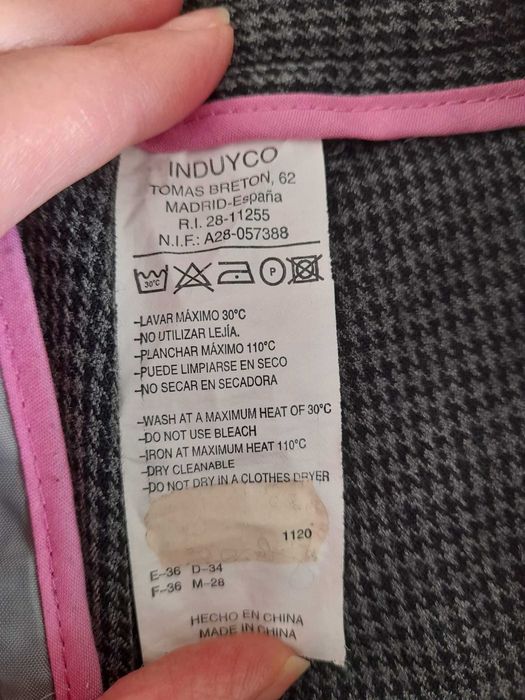 INDUYCO
TOMAS BRETON, 62
MADRID-España
R.I. 28-11255
N.I.F.: A28-057388
30°C P
-LAVAR MÁXIMO 30°C
-NO UTILIZAR LEJÍA.
-PLANCHAR MÁXIMO 110°C
-PUEDE LIMPIARSE EN SECO
-NO SECAR EN SECADORA
-WASH AT A MAXIMUM HEAT OF 30°C
-DO NOT USE BLEACH
-IRON AT MAXIMUM HEAT 110°C
-DRY CLEANABLE
-DO NOT DRY IN A CLOTHES DRYER
1120
E-36 D-34
F-36 M-28
HECHO EN CHINA
MADE IN CHINA